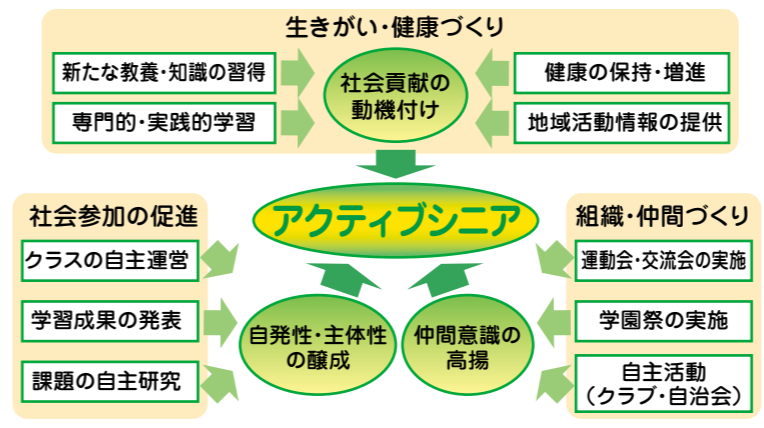 生きがい・健康づくり
新たな教養・知識の習得
専門的・実践的学習
社会貢献の
動機付け
健康の保持・増進
地域活動情報の提供
アクティブシニア
社会参加の促進
クラスの自主運営
学習成果の発表
課題の自主研究
自発性・主体性
の醸成
仲間意識の
高揚
組織・仲間づくり
運動会・交流会の実施
学園祭の実施
自主活動
（クラブ・自治会）